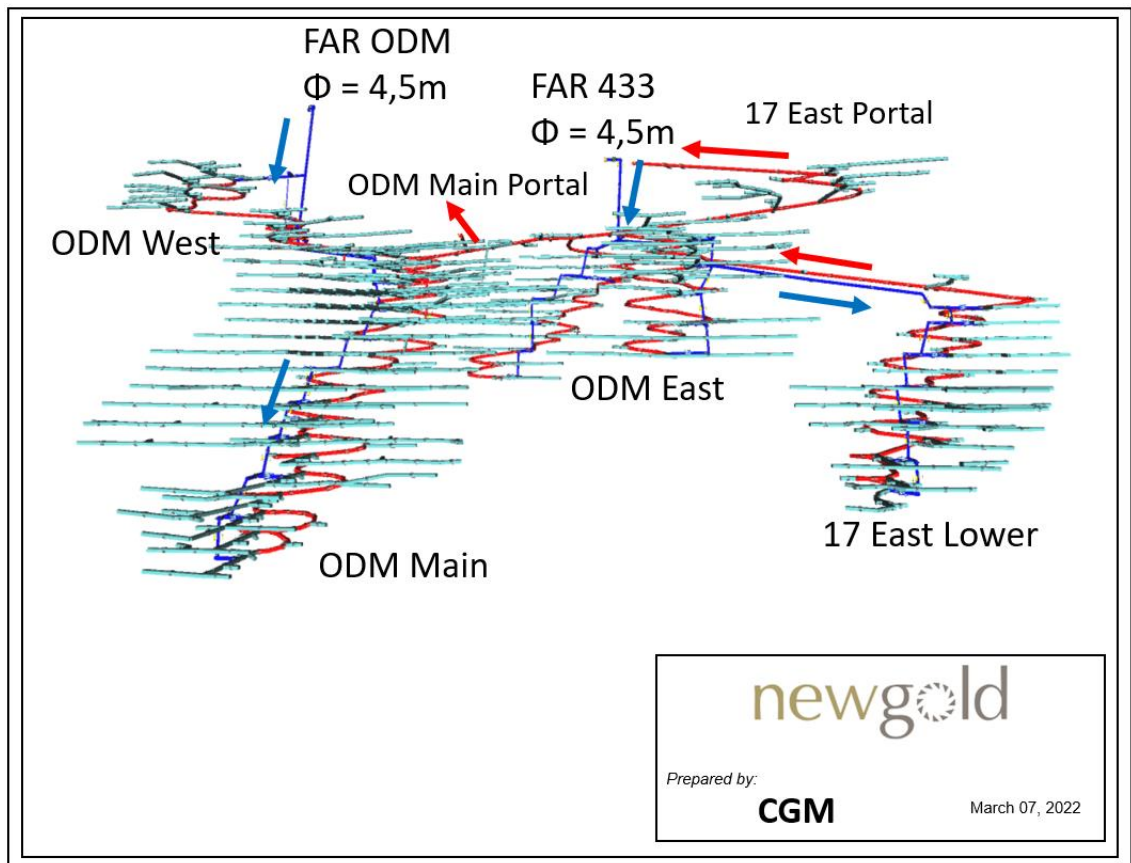 FAR ODM
Φ = 4,5m
FAR 433
Φ = 4,5m
17 East Portal
ODM Main Portal
ODM West
ODM East
17 East Lower
ODM Main
newgold
Prepared by:
CGM
March 07, 2022